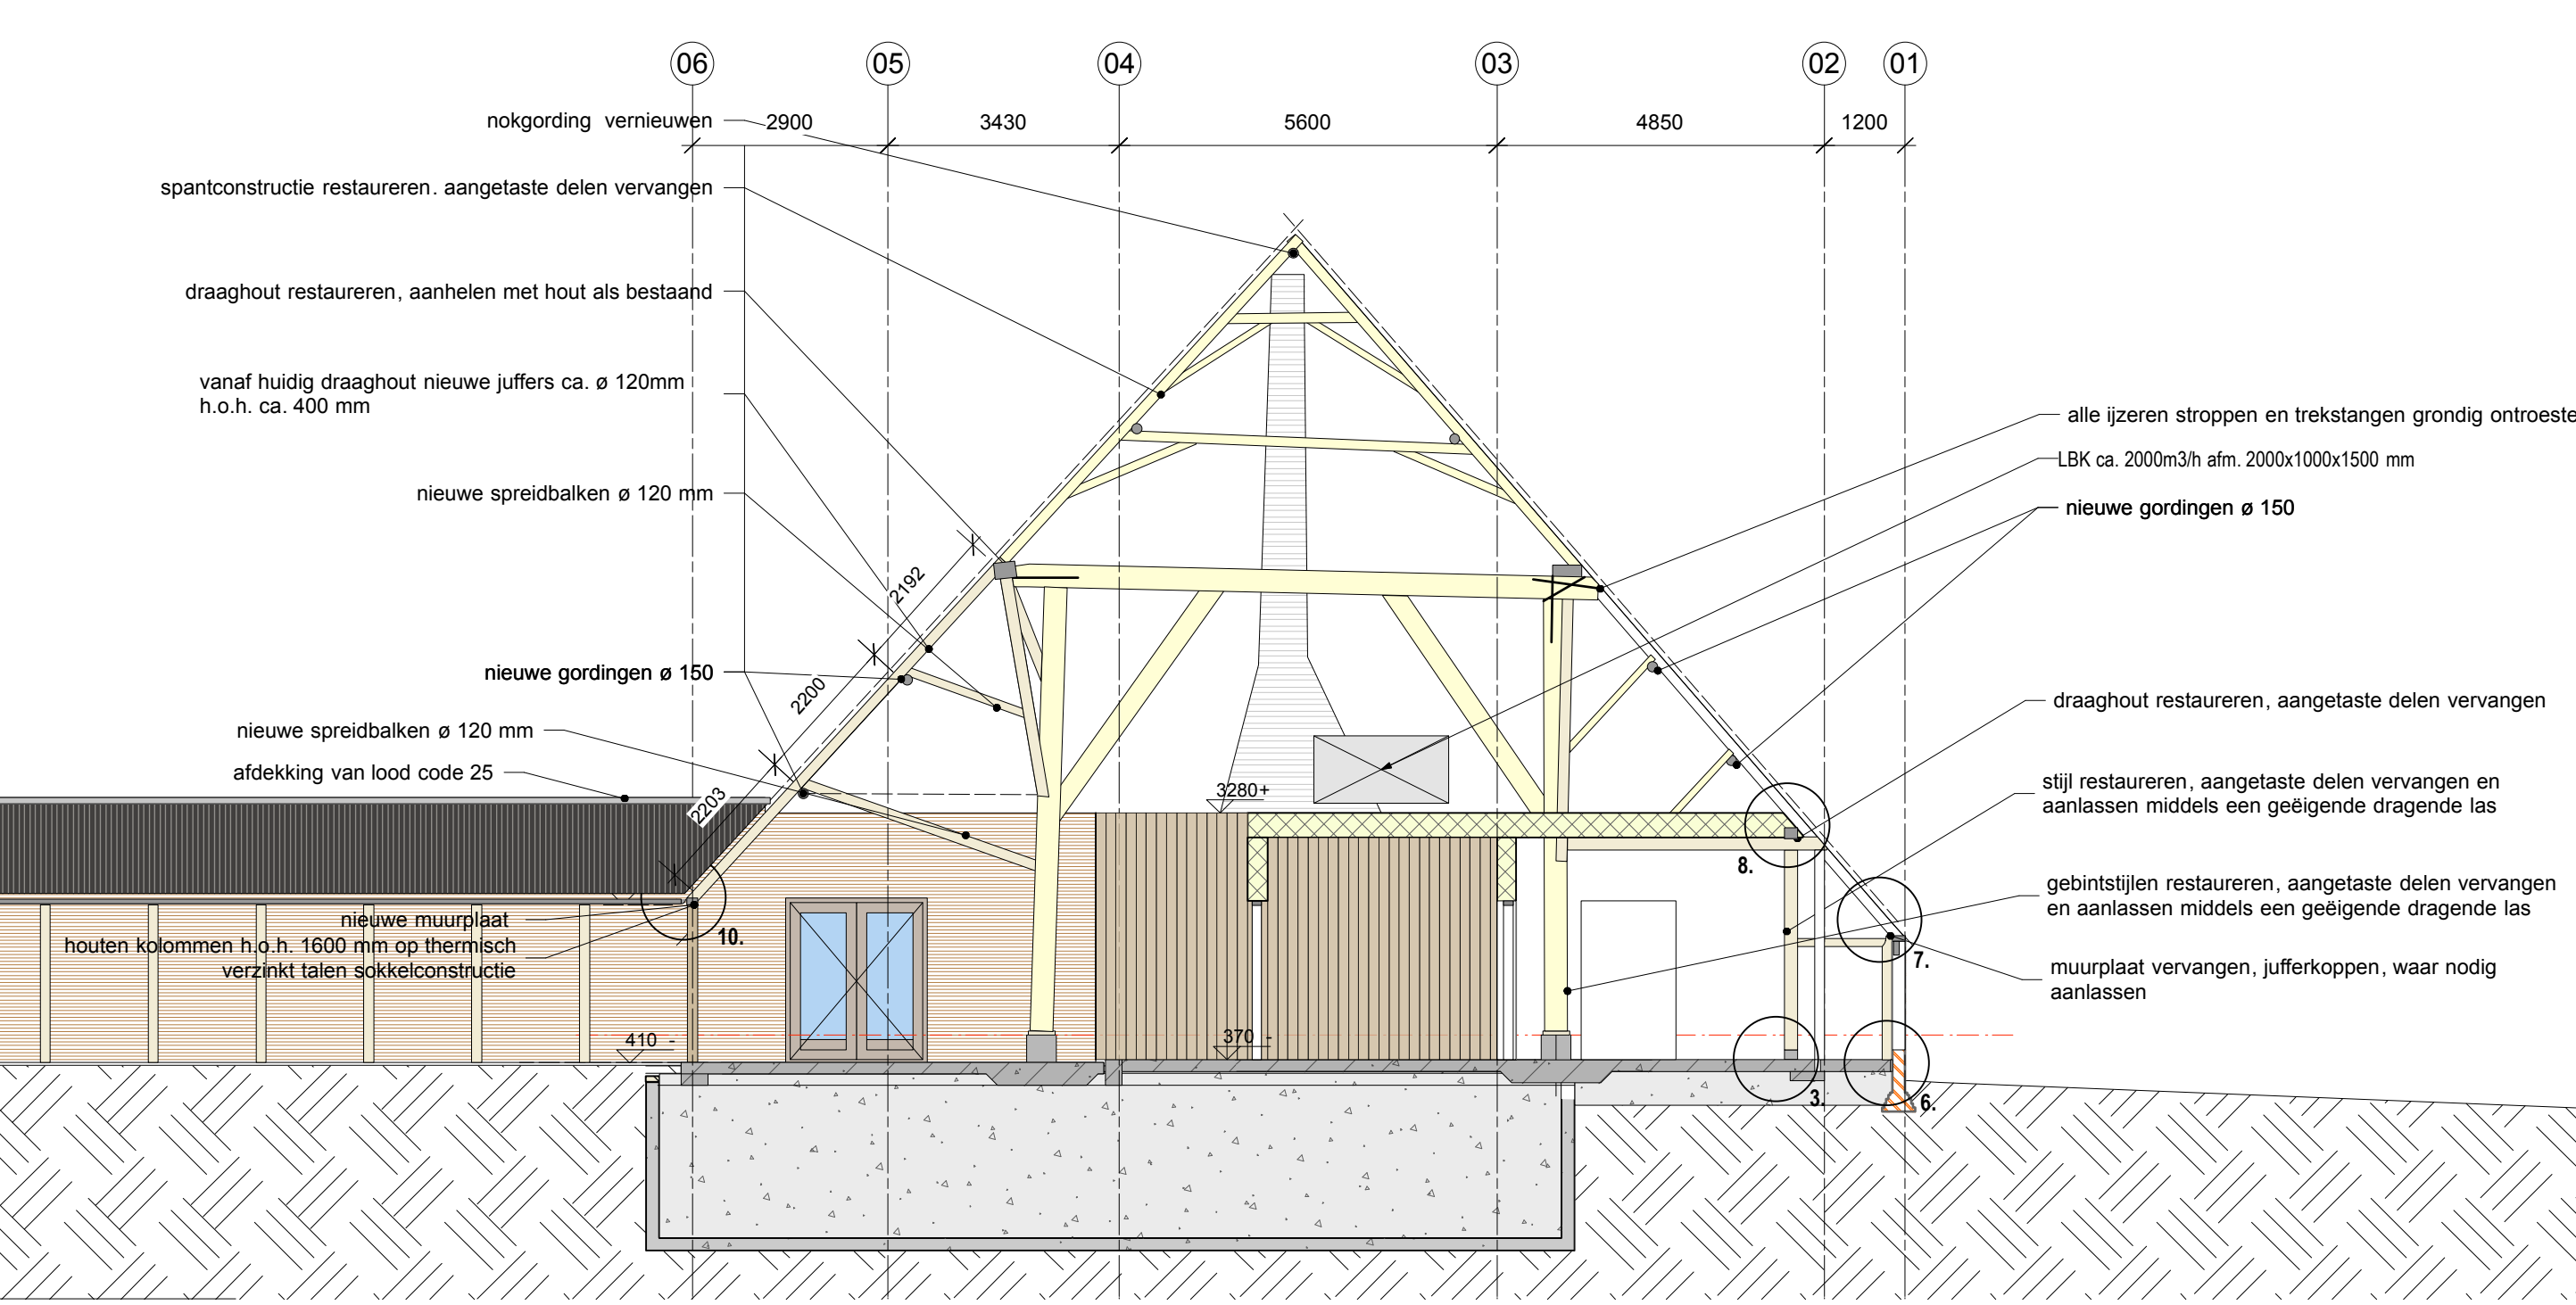 06 05 04 03 02 01
2900 3430 5600 4850 1200
nokgording vernieuwen
spantconstructie restaureren. aangetaste delen vervangen
draaghout restaureren, aanhelen met hout als bestaand
vanaf huidig draaghout nieuwe juffers ca. ø 120mm
h.o.h. ca. 400 mm
nieuwe spreidbalken ø 120 mm
nieuwe gordingen ø 150
nieuwe spreidbalken ø 120 mm
afdekking van lood code 25
nieuwe muurplaat
houten kolommen h.o.h. 1600 mm op thermisch
verzinkt talen sokkelconstructie
2192
2200
2203
10.
410 -
3280+
370 -
alle ijzeren stroppen en trekstangen grondig ontroeste
LBK ca. 2000m3/h afm. 2000x1000x1500 mm
nieuwe gordingen ø 150
draaghout restaureren, aangetaste delen vervangen
stijl restaureren, aangetaste delen vervangen en
aanlassen middels een geëigende dragende las
gebintstijlen restaureren, aangetaste delen vervangen
en aanlassen middels een geëigende dragende las
muurplaat vervangen, jufferkoppen, waar nodig
aanlassen
8.
7.
3.
6.